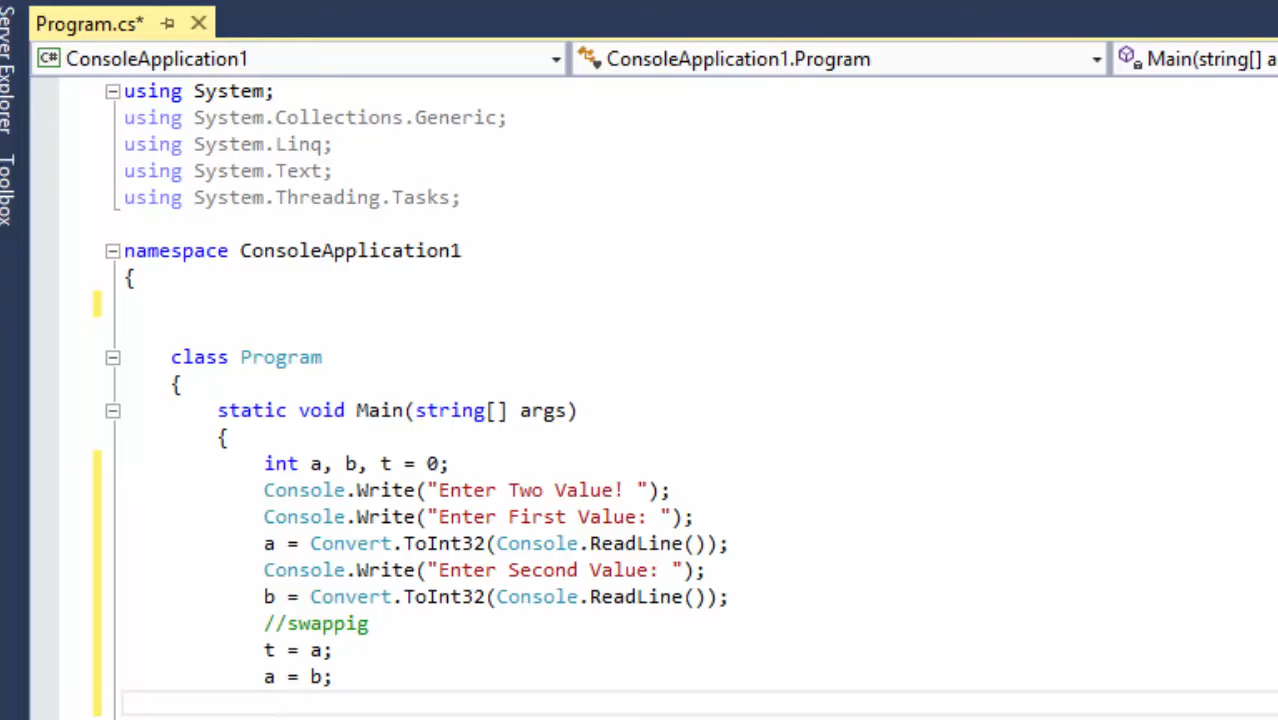 Server Explorer
Toolbox
Program.cs*
C# ConsoleApplication1
ConsoleApplication1.Program
Main(string[] a
using System;
using System.Collections.Generic;
using System.Linq;
using System.Text;
using System.Threading.Tasks;
namespace ConsoleApplication1
{
class Program
{
static void Main(string[] args)
{
int a, b, t = 0;
Console.Write("Enter Two Value! ");
Console.Write("Enter First Value: ");
a = Convert.ToInt32(Console.ReadLine());
Console.Write("Enter Second Value: ");
b = Convert.ToInt32(Console.ReadLine());
//swappig
t = a;
a = b;